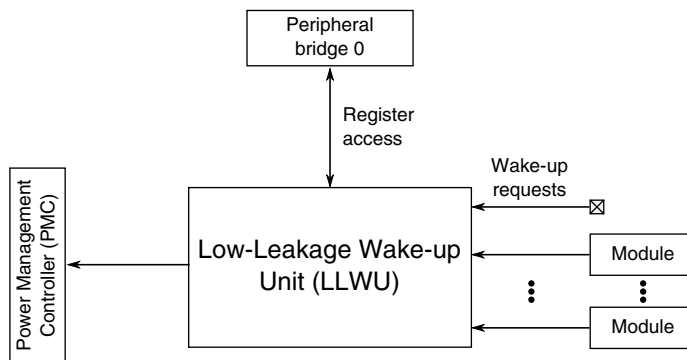 Peripheral
bridge 0
Register
access
Wake-up
requests
Power Management
Controller (PMC)
Low-Leakage Wake-up
Unit (LLWU)
Module
Module